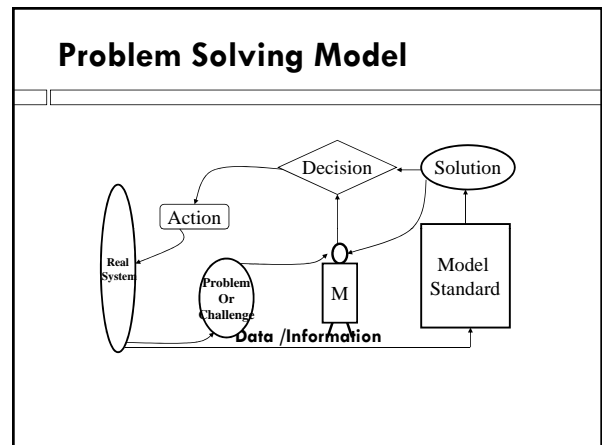 Problem Solving Model
Decision
Solution
Action
Real
System
Problem
Or
Challenge
M
Model
Standard
Data /Information